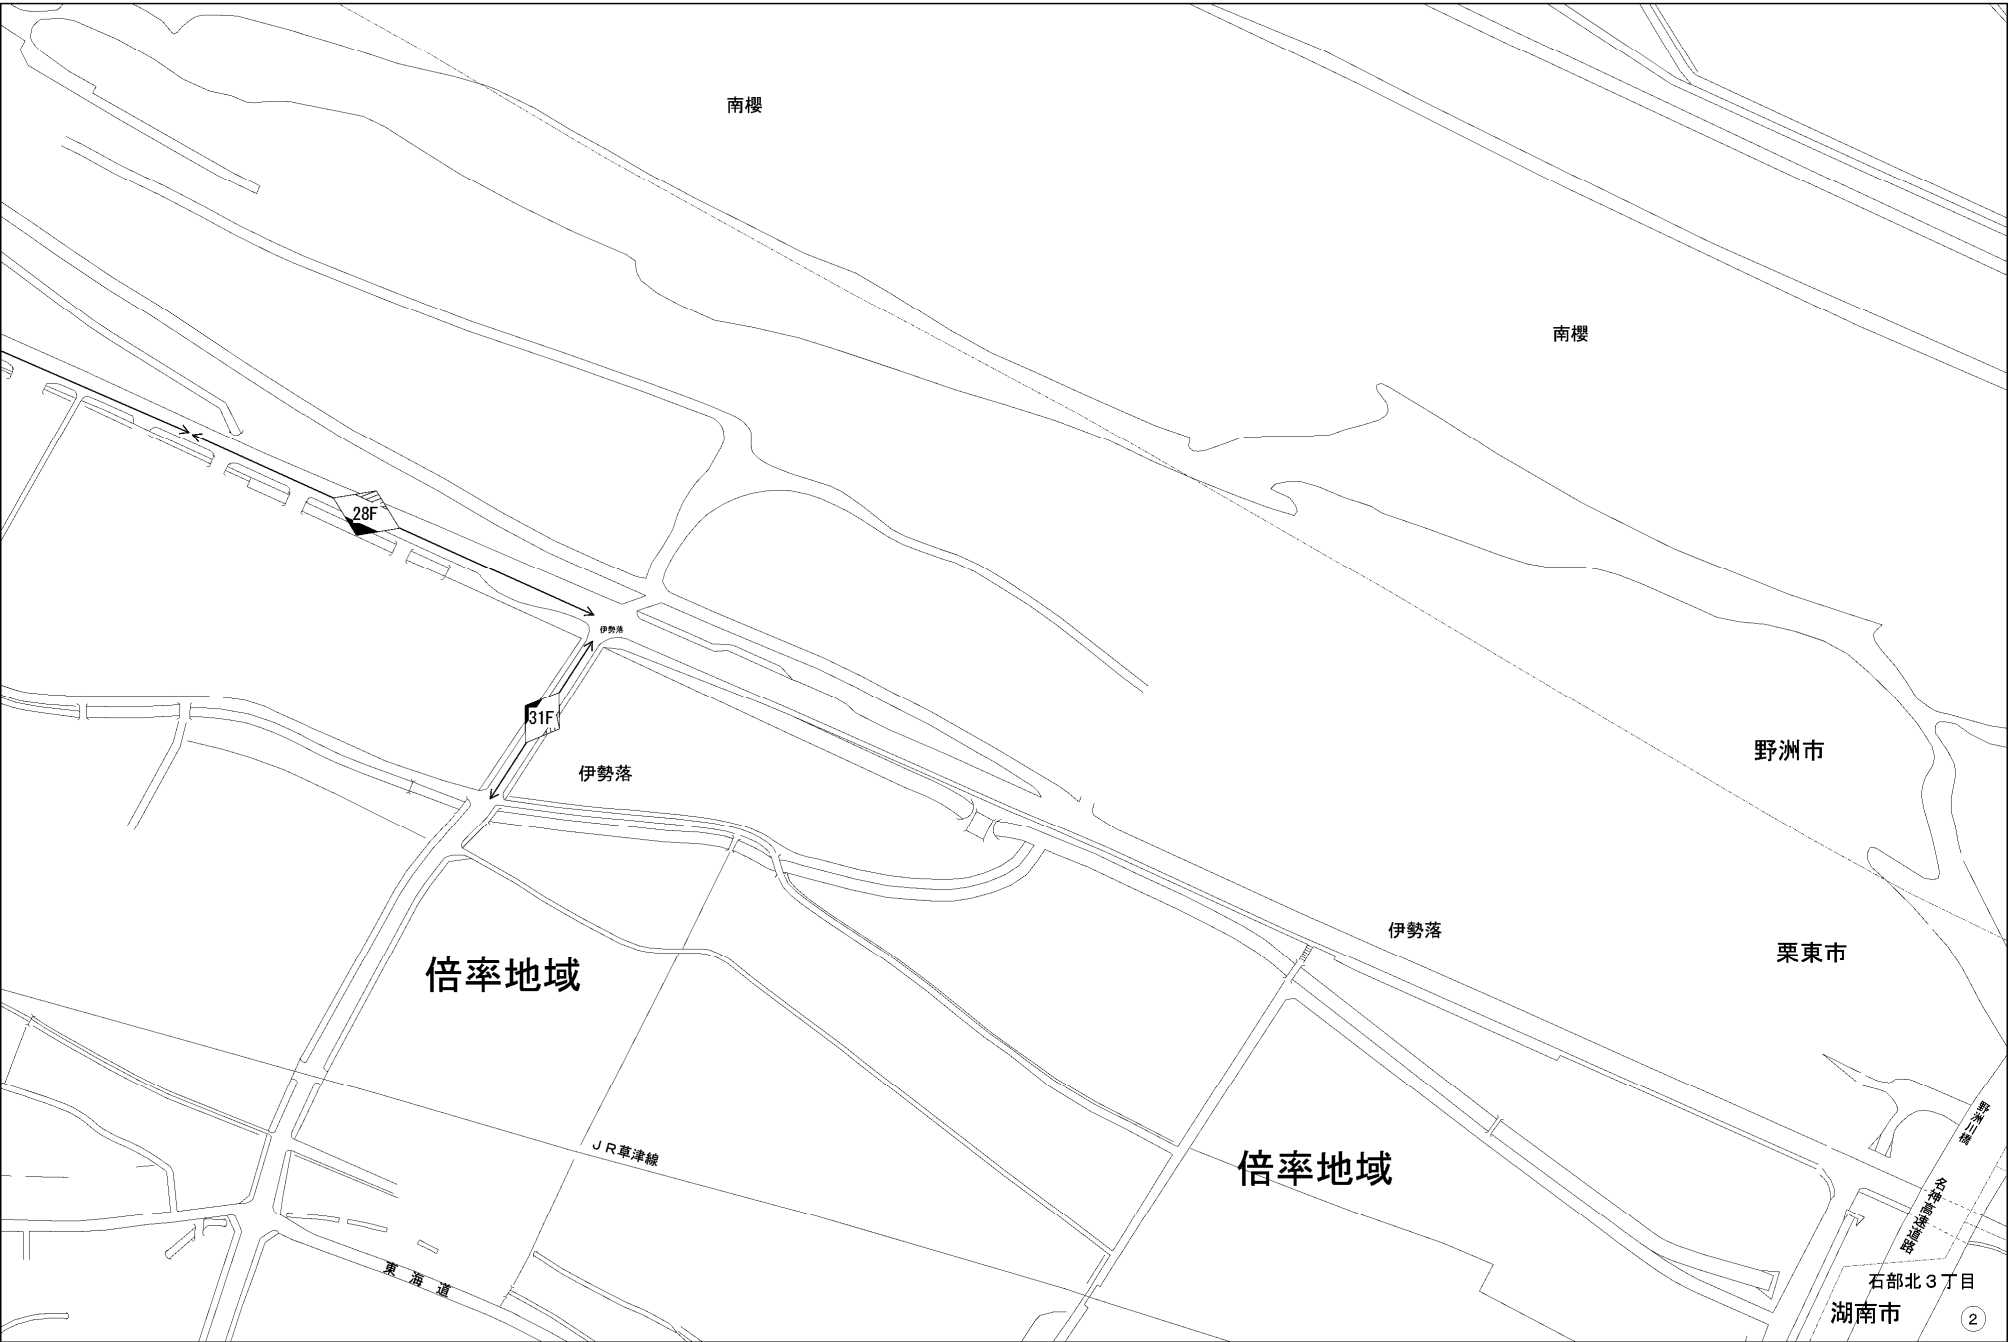 南櫻
南櫻
28F
伊勢落
31F
伊勢落
野洲市
伊勢落
栗東市
倍率地域
野洲川橋
JR草津線
倍率地域
名神高速道路
東海道
石部北3丁目
湖南市
2